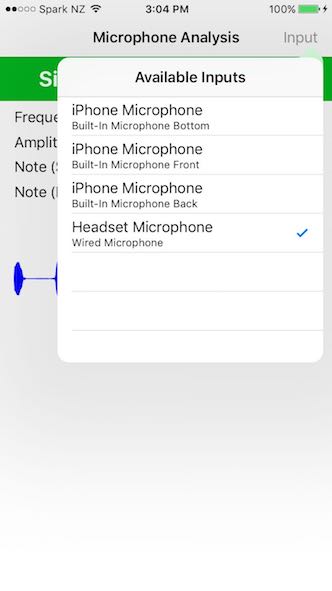 Spark NZ 3:04 PM 100%
Microphone Analysis Input
Available Inputs
iPhone Microphone
Built-In Microphone Bottom
iPhone Microphone
Built-In Microphone Front
iPhone Microphone
Built-In Microphone Back
Headset Microphone
Wired Microphone
Si
Freque
Amplit
Note (
Note (